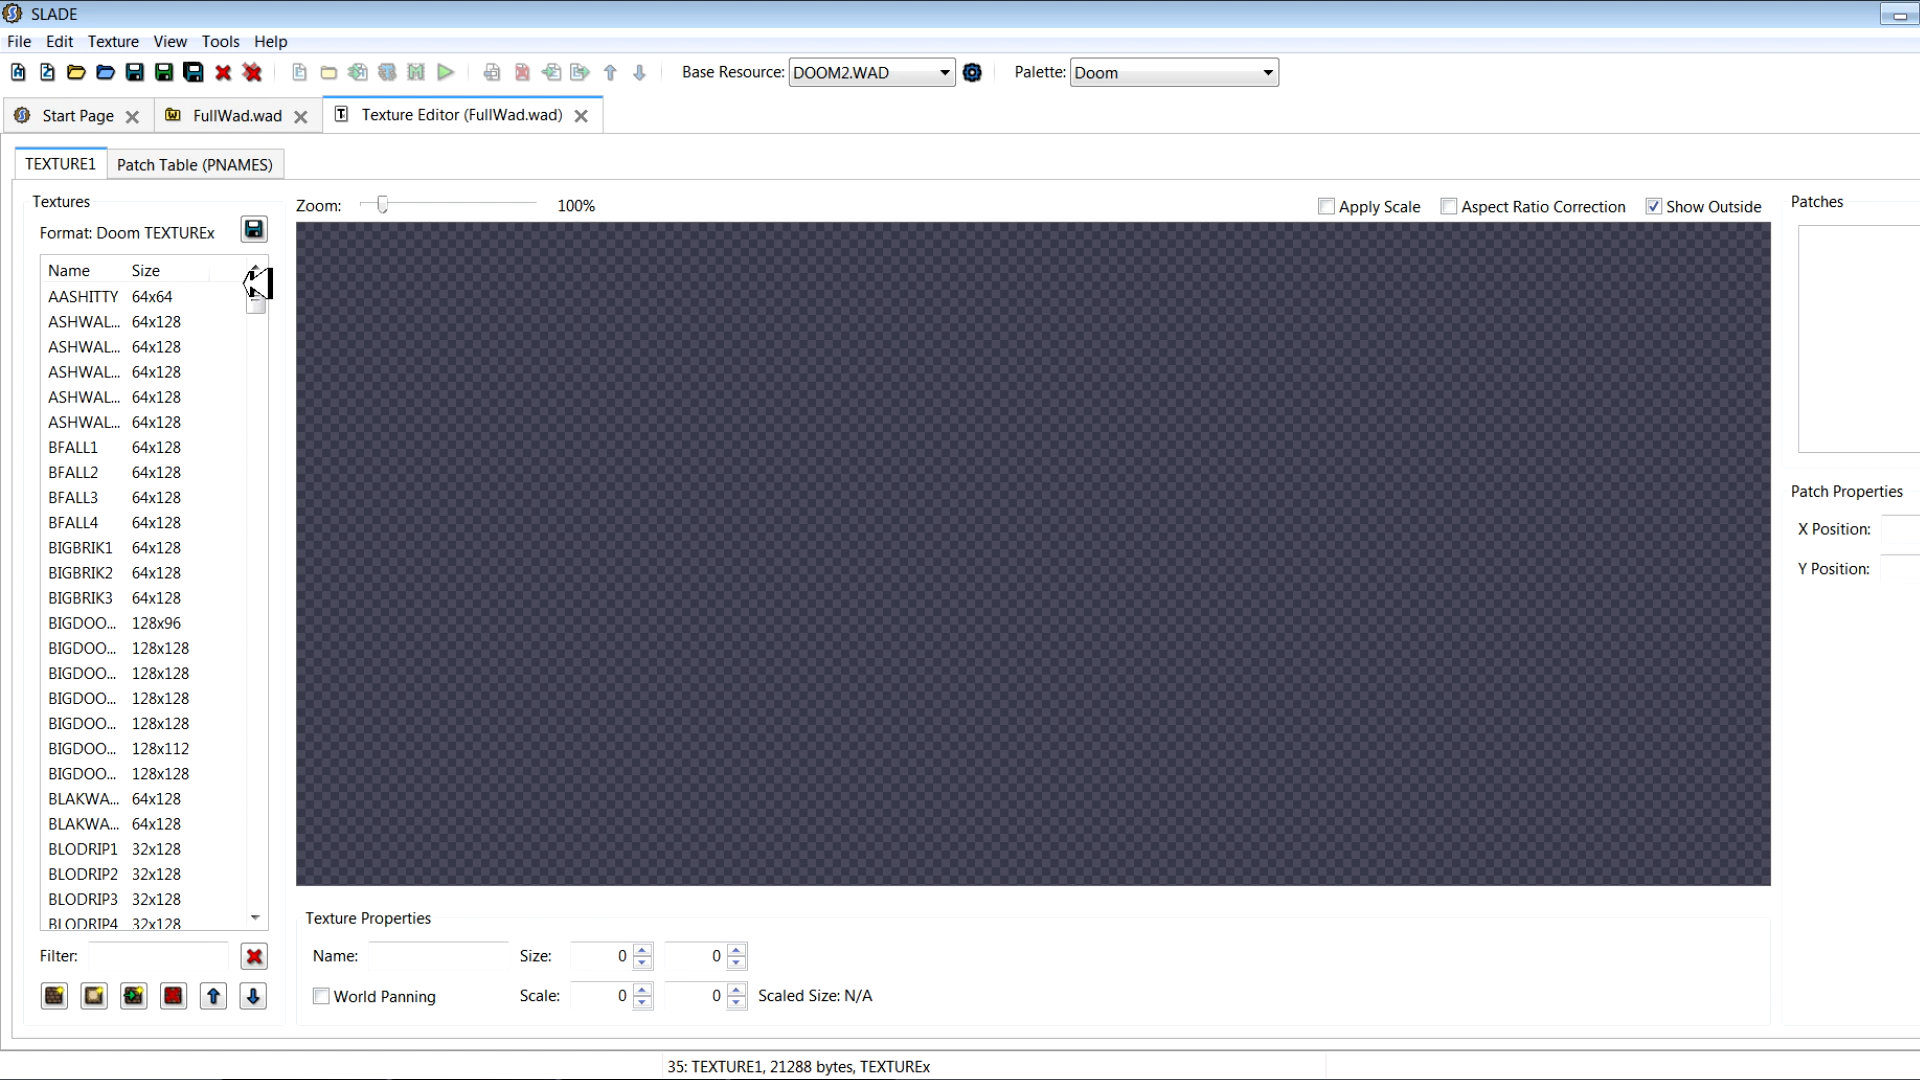 SLADE
File Edit Texture View Tools Help
Base Resource: DOOM2.WAD Palette: Doom
Start Page FullWad.wad Texture Editor (FullWad.wad)
TEXTURE1 Patch Table (PNAMES)
Textures
Format: Doom TEXTUREx
Name Size
AASHITTY 64x64
ASHWAL... 64x128
ASHWAL... 64x128
ASHWAL... 64x128
ASHWAL... 64x128
ASHWAL... 64x128
BFALL1 64x128
BFALL2 64x128
BFALL3 64x128
BFALL4 64x128
BIGBRIK1 64x128
BIGBRIK2 64x128
BIGBRIK3 64x128
BIGDOO... 128x96
BIGDOO... 128x128
BIGDOO... 128x128
BIGDOO... 128x128
BIGDOO... 128x128
BIGDOO... 128x112
BIGDOO... 128x128
BLAKWA... 64x128
BLAKWA... 64x128
BLODRIP1 32x128
BLODRIP2 32x128
BLODRIP3 32x128
BLODRIP4 32x128
Filter:
Zoom: 100%
Apply Scale Aspect Ratio Correction Show Outside
Texture Properties
Name: Size: 0 0
World Panning Scale: 0 0 Scaled Size: N/A
Patches
Patch Properties
X Position:
Y Position:
35: TEXTURE1, 21288 bytes, TEXTUREx